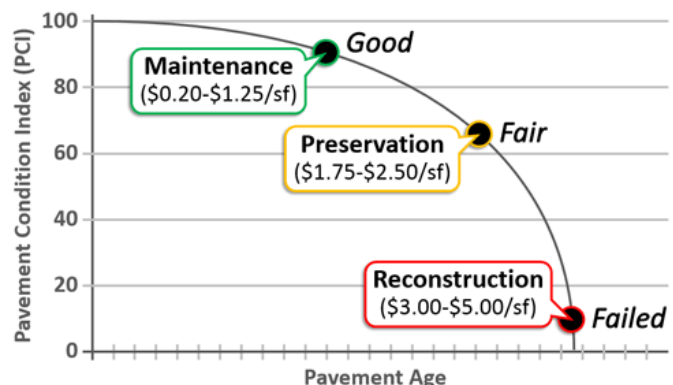 Pavement Condition Index (PCI)
100
80
60
40
20
0
Good
Maintenance
($0.20-$1.25/sf)
Fair
Preservation
($1.75-$2.50/sf)
Reconstruction
($3.00-$5.00/sf)
Failed
Pavement Age